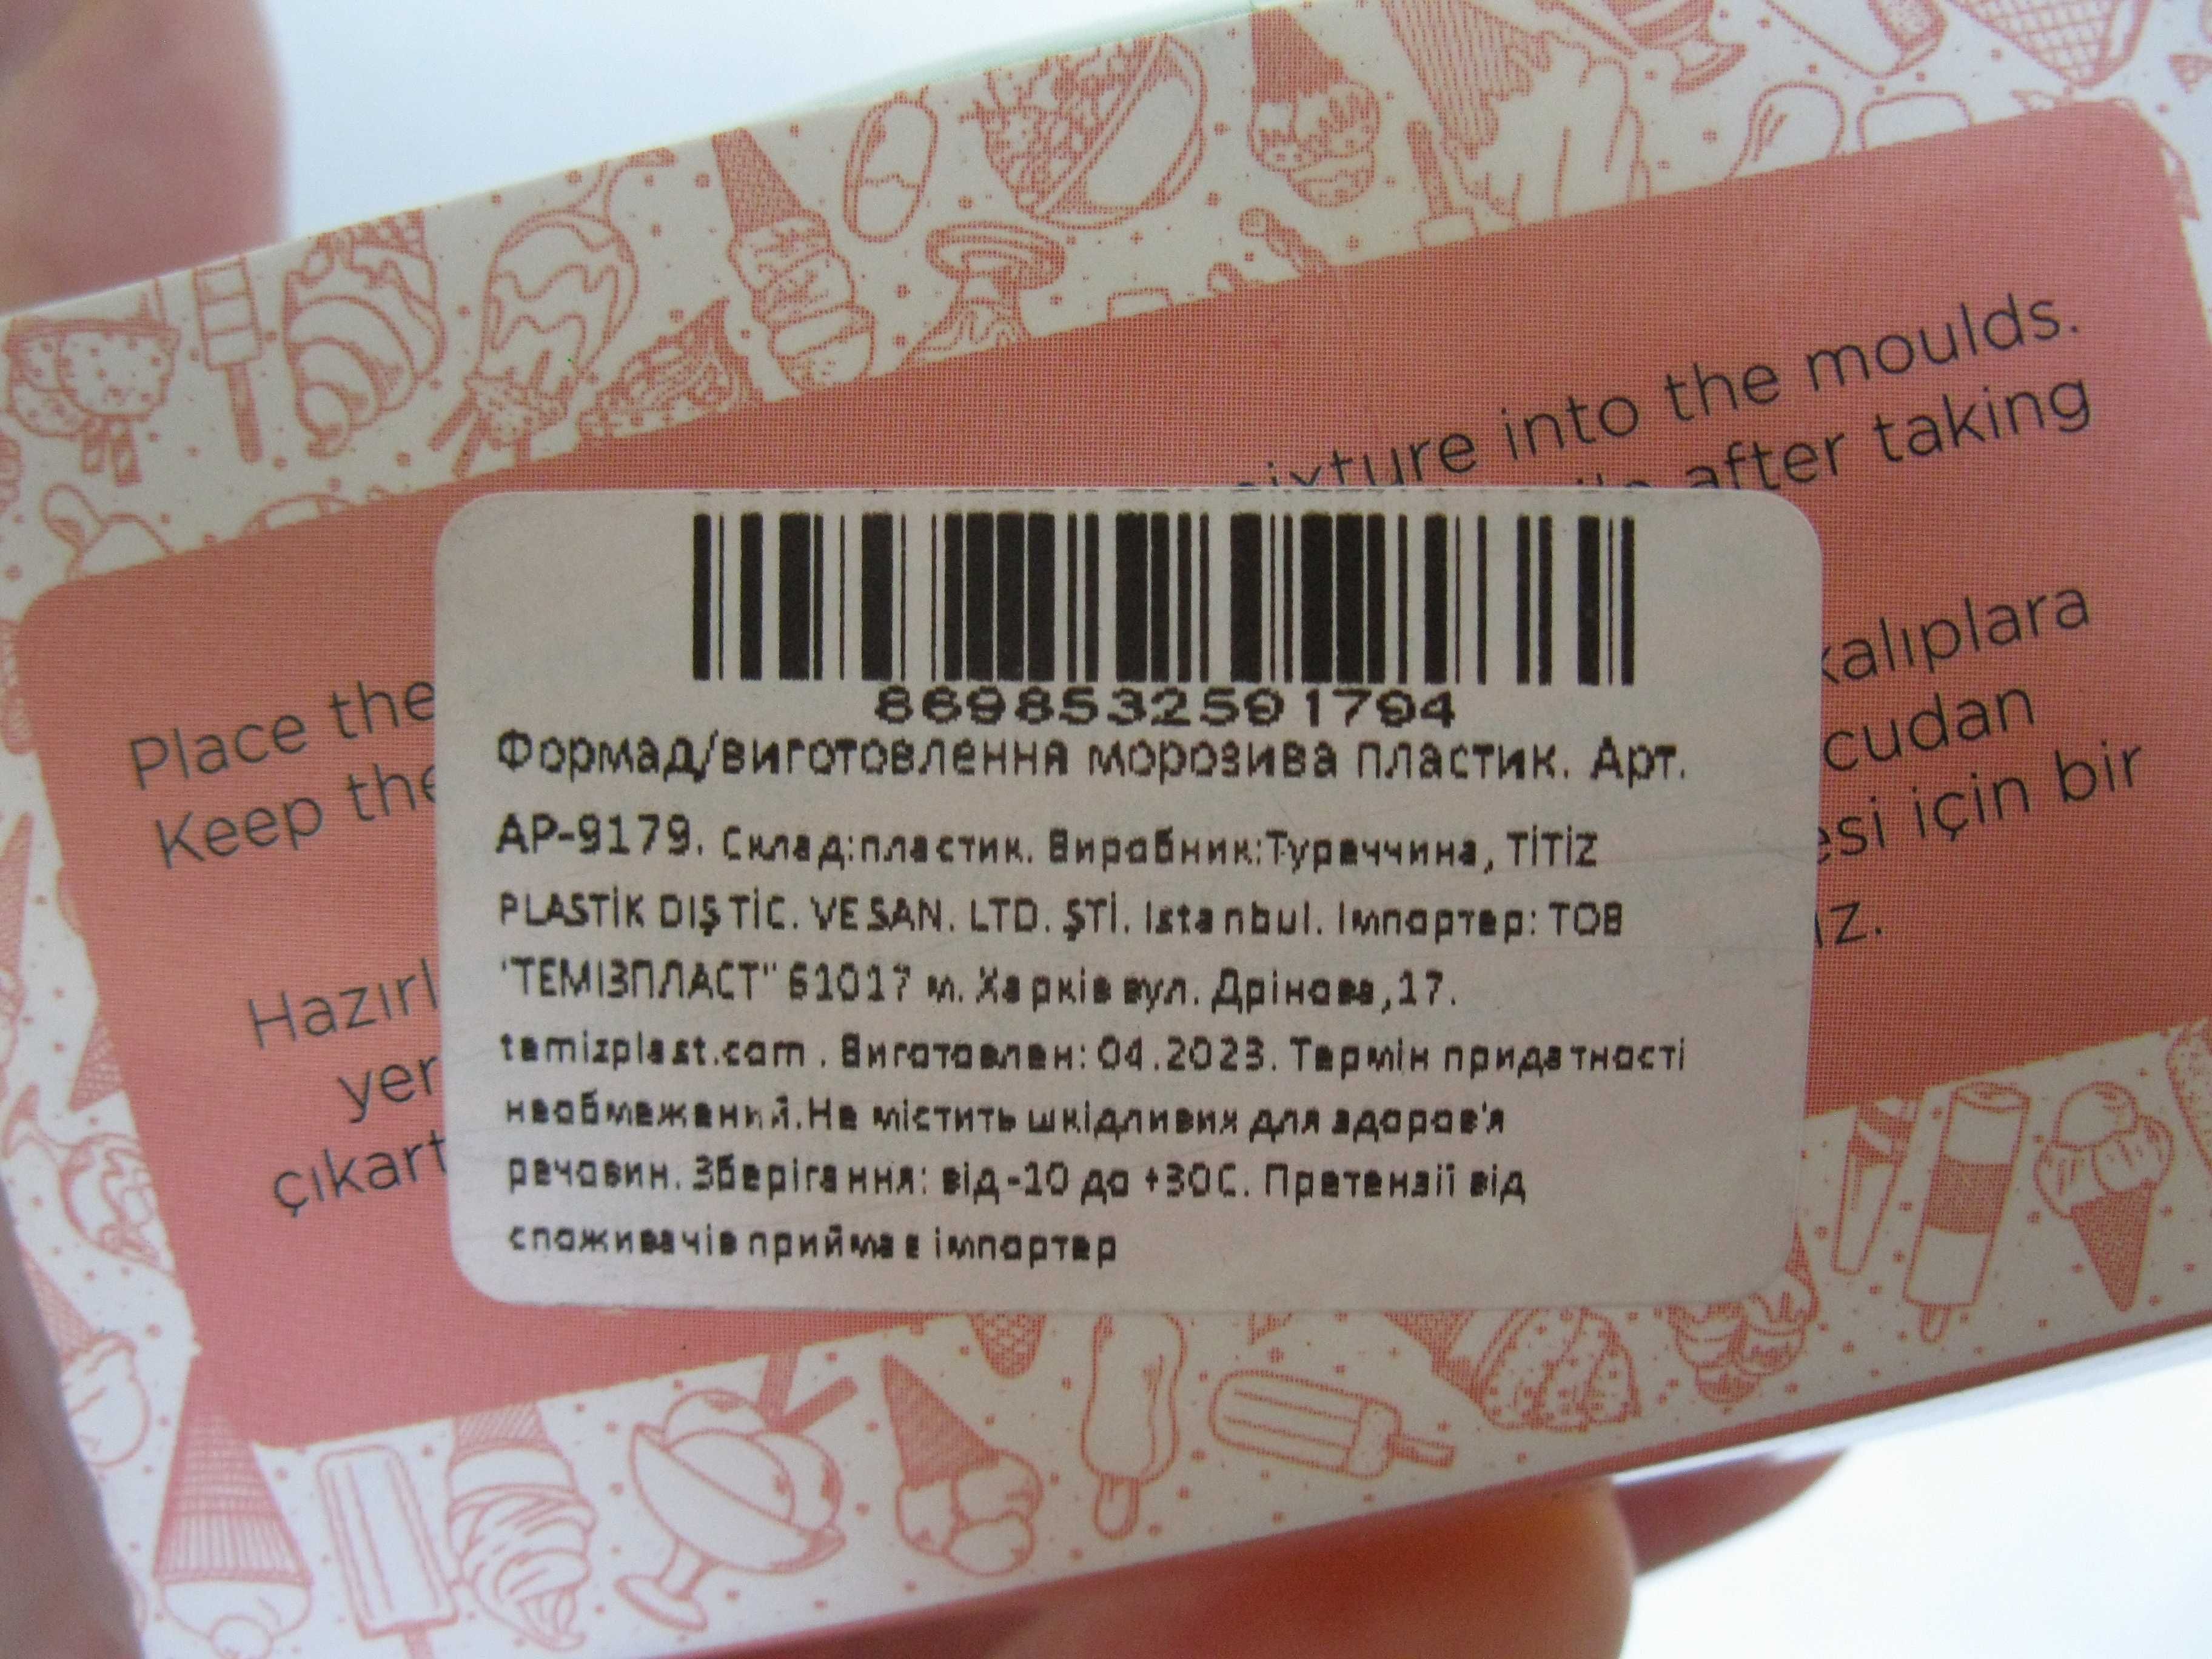 Place the
mixture into the moulds.
Keep the
after taking
8698532591794
Формад/виготовлення морозива пластик. Арт.
АР-9179. Склад:пластик. Виробник:Туреччина, TİTİZ
PLASTİK DIŞ TİC. VE SAN. LTD. ŞTİ. Istanbul. Імпортер: ТОВ
"ТЕМІЗПЛАСТ" 61017 м. Харків вул. Дрінова,17.
temizplast.com . Виготовлен: 04.2023. Термін придатності
необмежений.Не містить шкідливих для здоров'я
речовин. Зберігання: від -10 до +30С. Претензії від
споживачів приймає імпортер
Hazırl
kalıplara
yer
cudan
çıkart
esi için bir
ız.